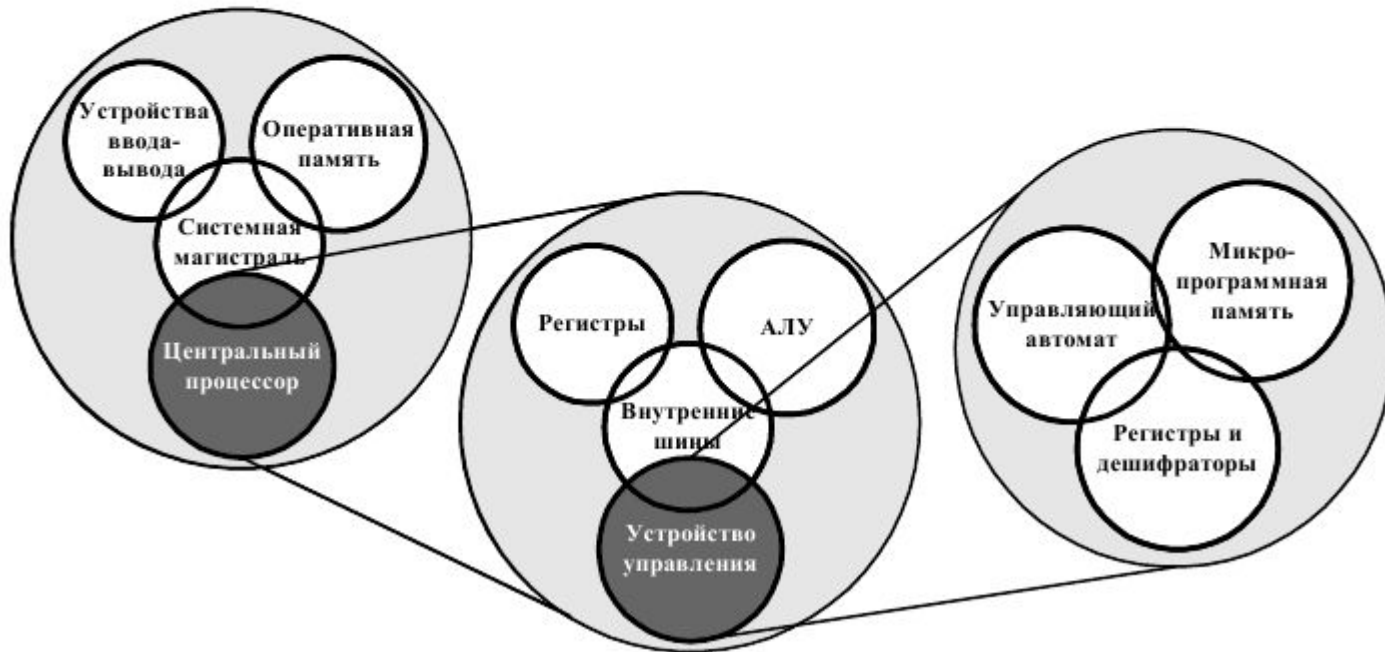 Устройства
ввода-
вывода
Оперативная
память
Системная
магистраль
Центральный
процессор
Регистры
АЛУ
Внутренние
шины
Устройство
управления
Управляющий
автомат
Микро-
программная
память
Регистры и
дешифраторы